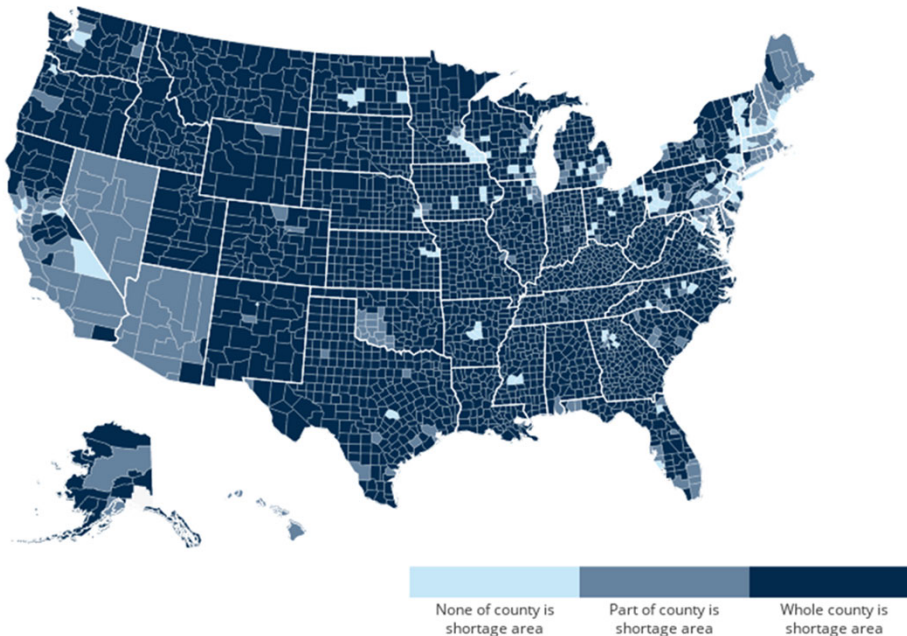 None of county is
shortage area
Part of county is
shortage area
Whole county is
shortage area